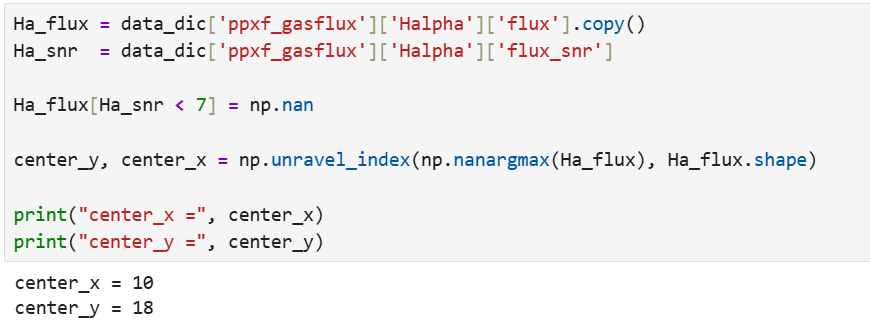 Ha_flux = data_dic['ppxf_gasflux']['Halpha']['flux'].copy()
Ha_snr  = data_dic['ppxf_gasflux']['Halpha']['flux_snr']
Ha_flux[Ha_snr < 7] = np.nan
center_y, center_x = np.unravel_index(np.nanargmax(Ha_flux), Ha_flux.shape)
print("center_x =", center_x)
print("center_y =", center_y)
center_x = 10
center_y = 18